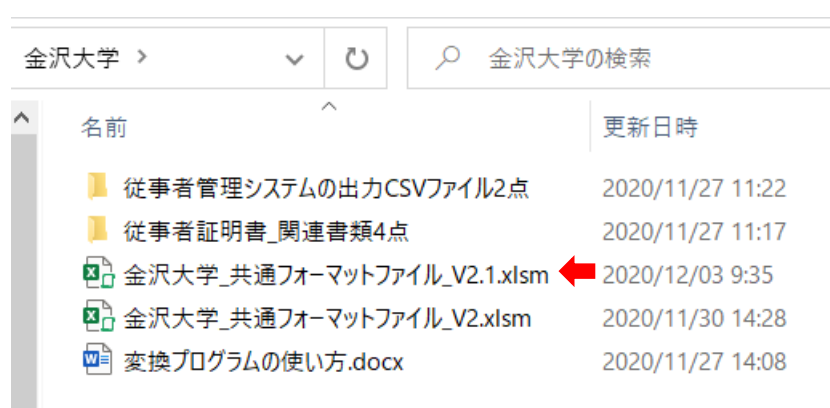 金沢大学
金沢大学の検索
名前 更新日時
従事者管理システムの出力CSVファイル2点 2020/11/27 11:22
従事者証明書_関連書類4点 2020/11/27 11:17
金沢大学_共通フォーマットファイル_V2.1.xlsm 2020/12/03 9:35
金沢大学_共通フォーマットファイル_V2.xlsm 2020/11/30 14:28
変換プログラムの使い方.docx 2020/11/27 14:08